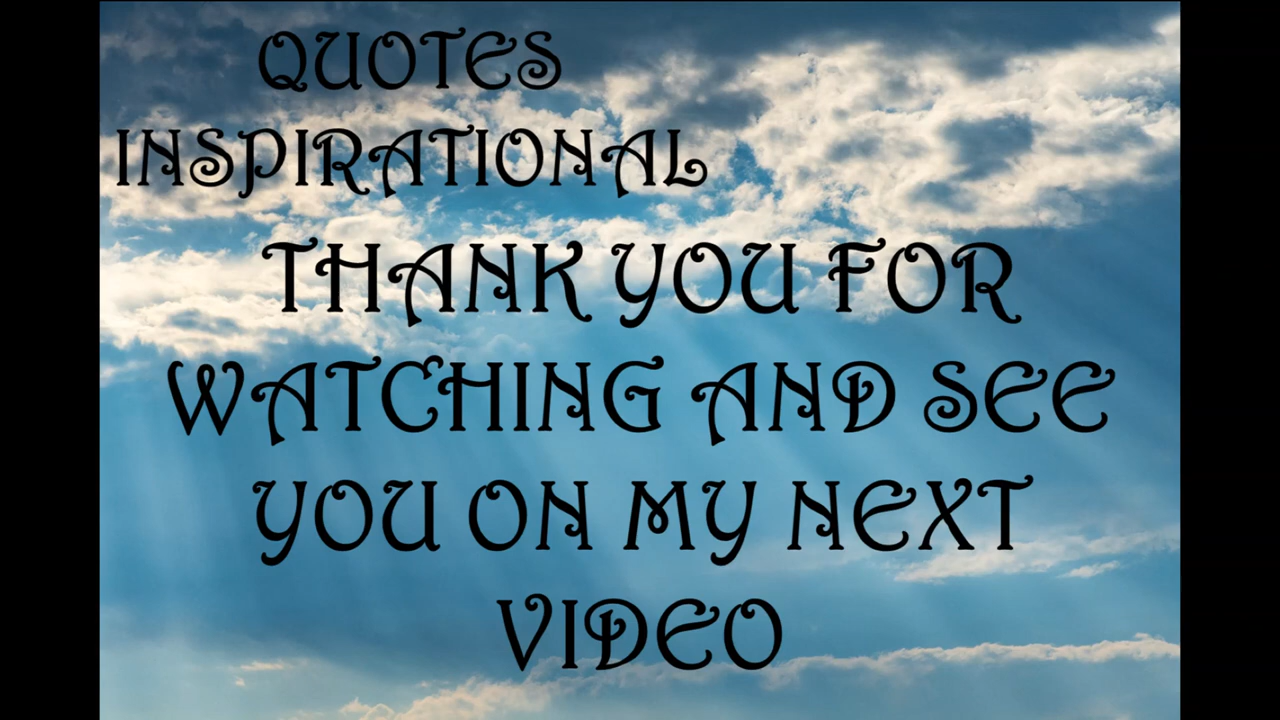 QUOTES
INSPIRATIONAL
THANK YOU FOR
WATCHING AND SEE
YOU ON MY NEXT
VIDEO